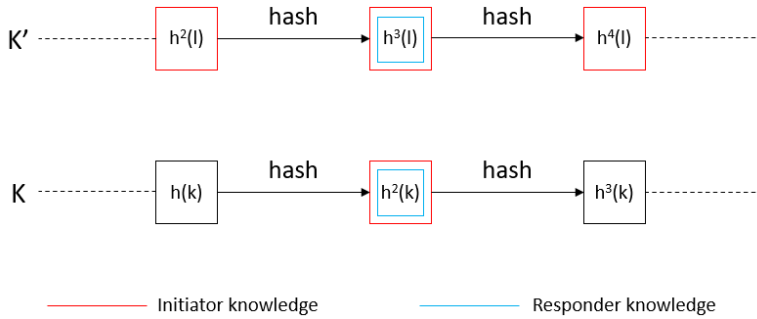 hash hash
K’ h²(l) h³(l) h⁴(l)
hash hash
K h(k) h²(k) h³(k)
Initiator knowledge Responder knowledge